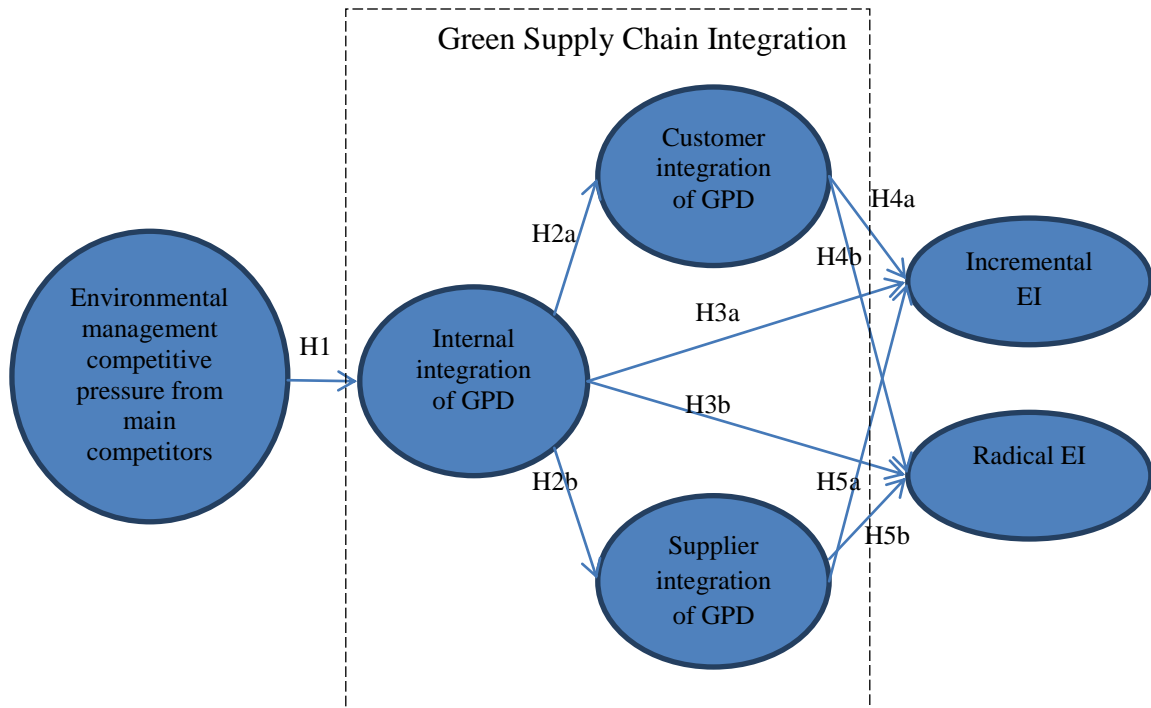 Green Supply Chain Integration
Customer
integration
of GPD
H4a
H2a
H4b
Environmental
management
competitive
pressure from
main
competitors
H1
Internal
integration
of GPD
H3a
Incremental
EI
H3b
H2b
H5a
Radical EI
H5b
Supplier
integration
of GPD